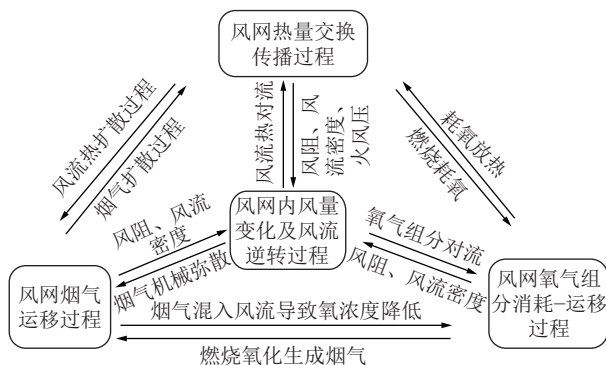 风网热量交换
传播过程
风流热扩散过程
烟气扩散过程
风流热对流
风阻、风
流密度、
火风压
耗氧放热
燃烧耗氧
风网内风量
变化及风流
逆转过程
风阻、风流
密度
烟气机械弥散
氧气组分对流
风阻、风流密度
风网烟气
运移过程
风网氧气组
分消耗-运移
过程
烟气混入风流导致氧浓度降低
燃烧氧化生成烟气